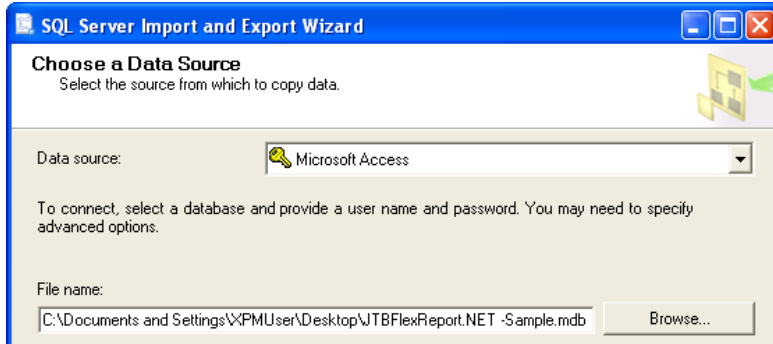 SQL Server Import and Export Wizard
Choose a Data Source
Select the source from which to copy data.
Data source:
Microsoft Access
To connect, select a database and provide a user name and password. You may need to specify
advanced options.
File name:
C:\Documents and Settings\XPMUser\Desktop\JTBFlexReport.NET -Sample.mdb
Browse...